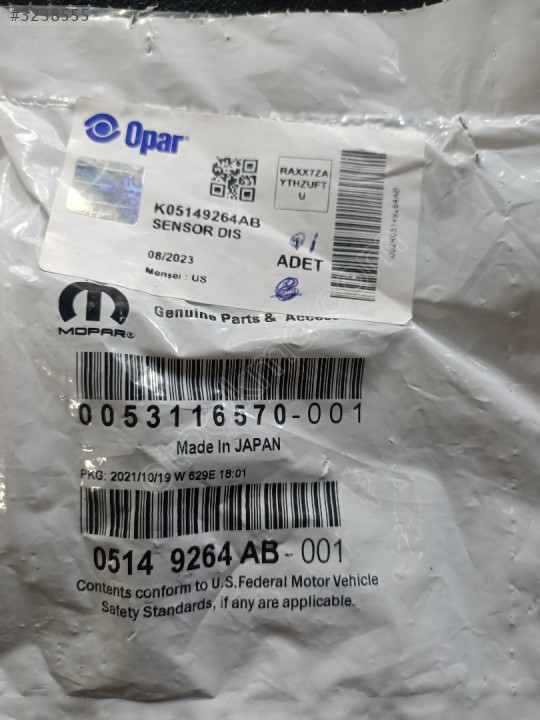 #3258555
Opar
K05149264AB
SENSOR DIS
08/2023
Menşei : US
RAXX7ZA
YTHZUFT
U
1
ADET
MOPAR®
Genuine Parts &
0053116570-001
Made In JAPAN
PKG: 2021/10/19 W 629E 18:01
0514 9264 AB-001
Contents conform to U.S. Federal Motor Vehicle
Safety Standards, if any are applicable.